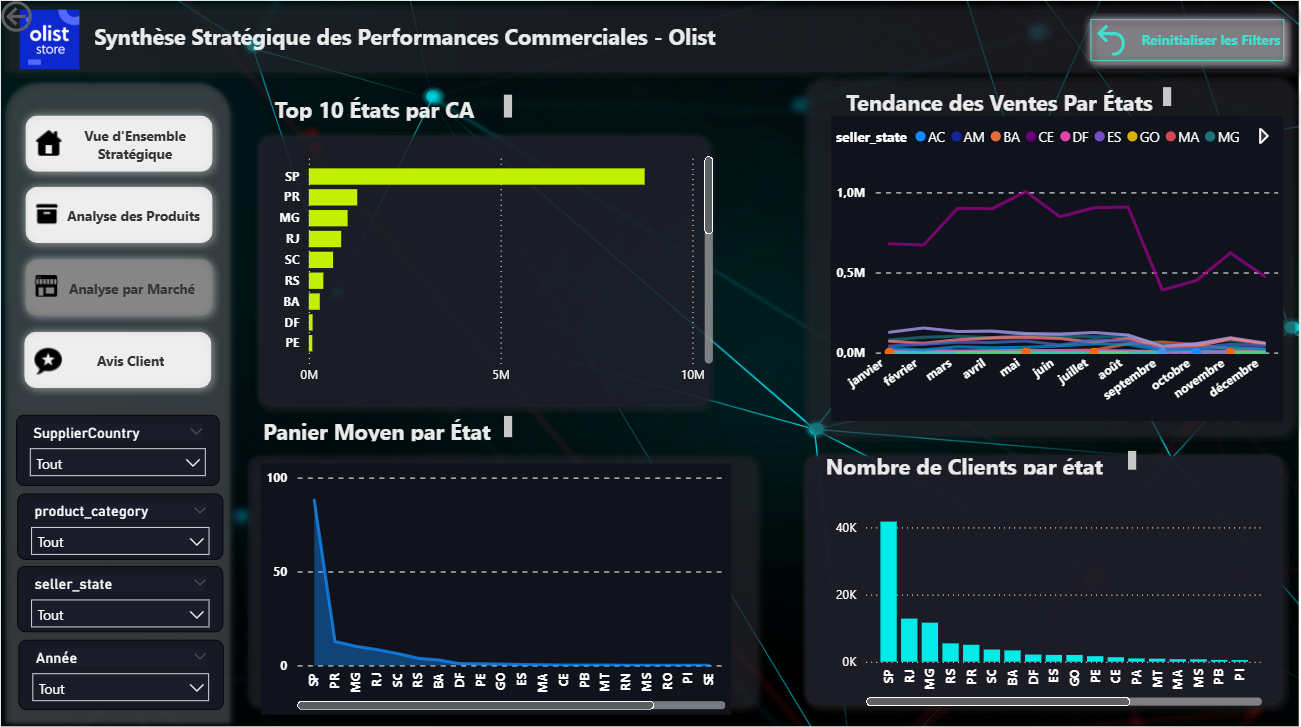 olist
store
Synthèse Stratégique des Performances Commerciales - Olist
Reinitialiser les Filters
Vue d'Ensemble
Stratégique
Analyse des Produits
Analyse par Marché
Avis Client
SupplierCountry
Tout
product_category
Tout
seller_state
Tout
Année
Tout
Top 10 États par CA
SP
PR
MG
RJ
SC
RS
BA
DF
PE
0M
5M
10M
Tendance des Ventes Par États
seller_state AC AM BA CE DF ES GO MA MG
1,0M
0,5M
0,0M
janvier
février
mars
avril
mai
juin
juillet
août
septembre
octobre
novembre
décembre
Panier Moyen par État
100
50
0
SP PR MG RJ SC RS BA DF PE GO ES MA CE PB MT RN MS RO PI SE
Nombre de Clients par état
40K
20K
0K
SP RJ MG RS PR SC BA DF ES GO PE CE PA MT MA MS PB PI